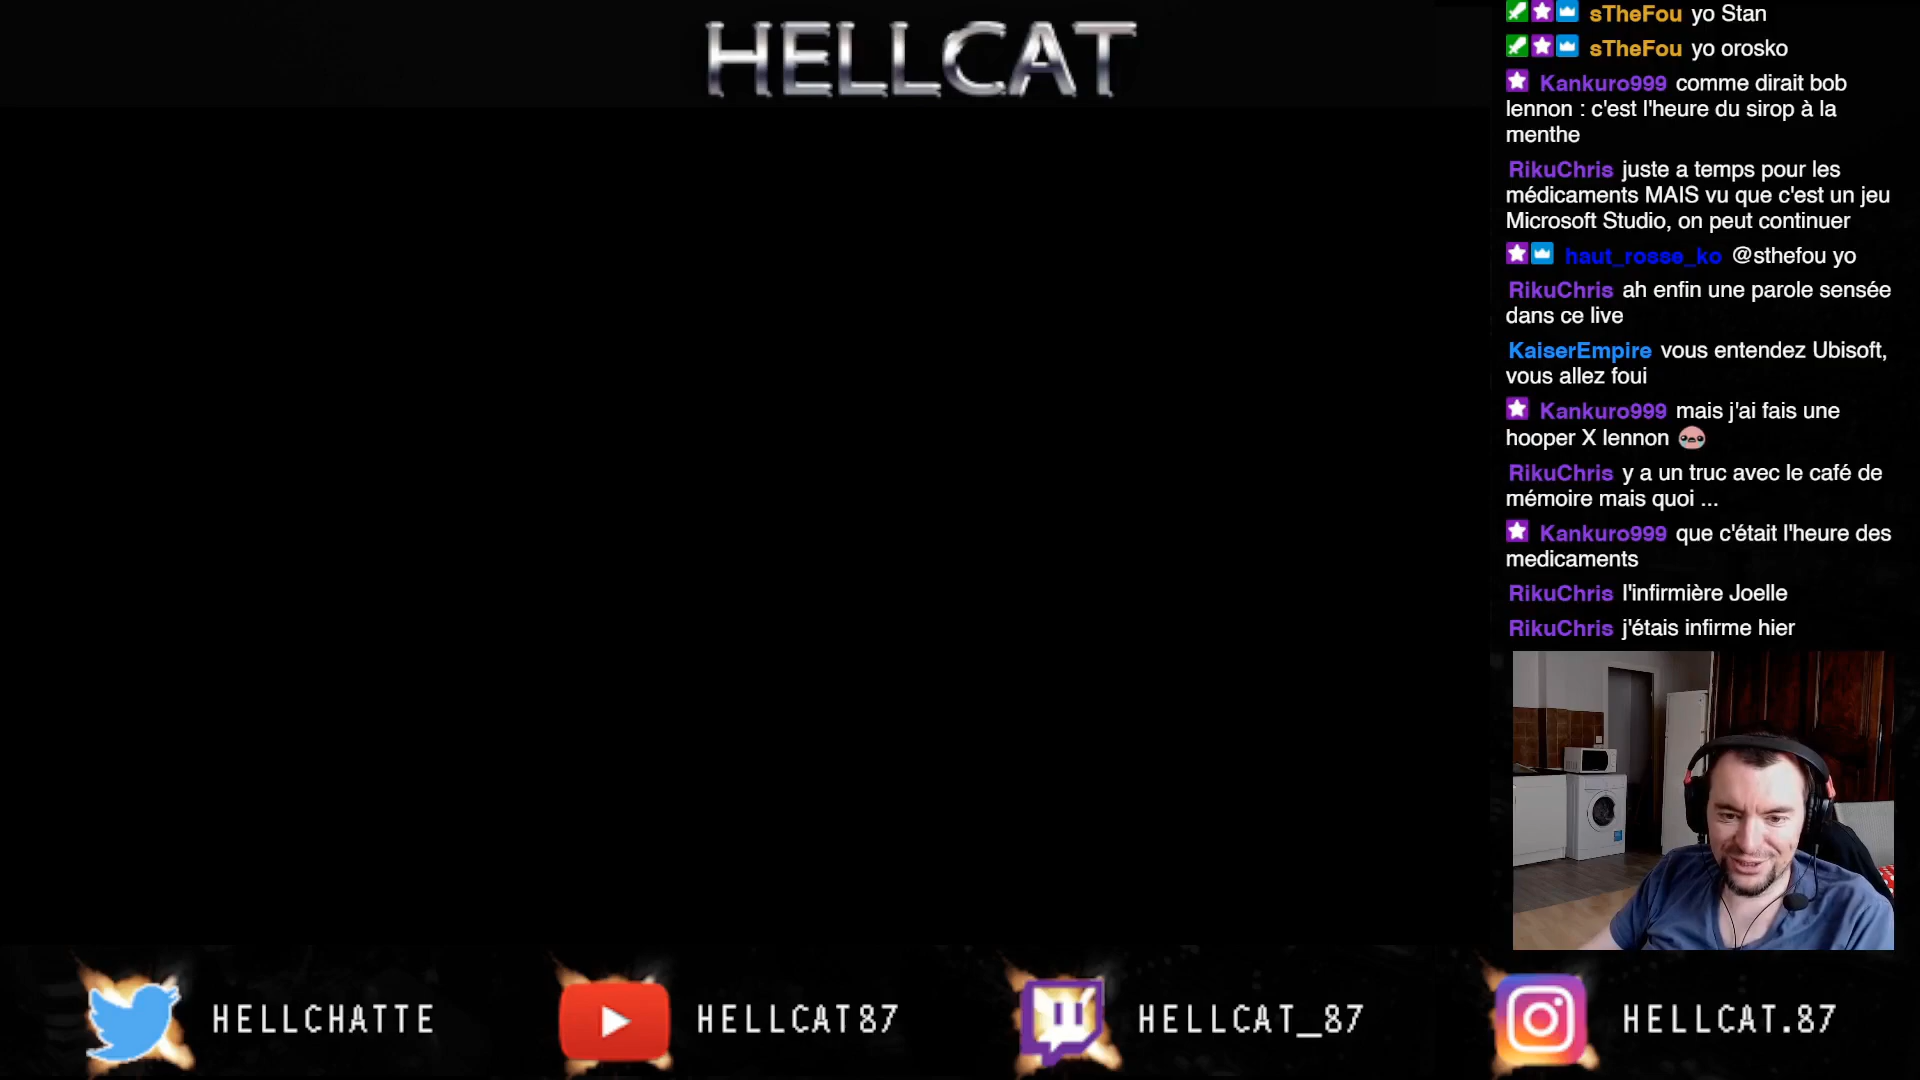 HELLCAT
sTheFou yo Stan
sTheFou yo orosko
Kankuro999 comme dirait bob
lennon : c'est l'heure du sirop à la
menthe
RikuChris juste a temps pour les
médicaments MAIS vu que c'est un jeu
Microsoft Studio, on peut continuer
haut_rosse_ko @sthefou yo
RikuChris ah enfin une parole sensée
dans ce live
KaiserEmpire vous entendez Ubisoft,
vous allez foui
Kankuro999 mais j'ai fais une
hooper X lennon
RikuChris y a un truc avec le café de
mémoire mais quoi ...
Kankuro999 que c'était l'heure des
medicaments
RikuChris l'infirmière Joelle
RikuChris j'étais infirme hier
HELLCHATTE
HELLCAT87
HELLCAT_87
HELLCAT.87